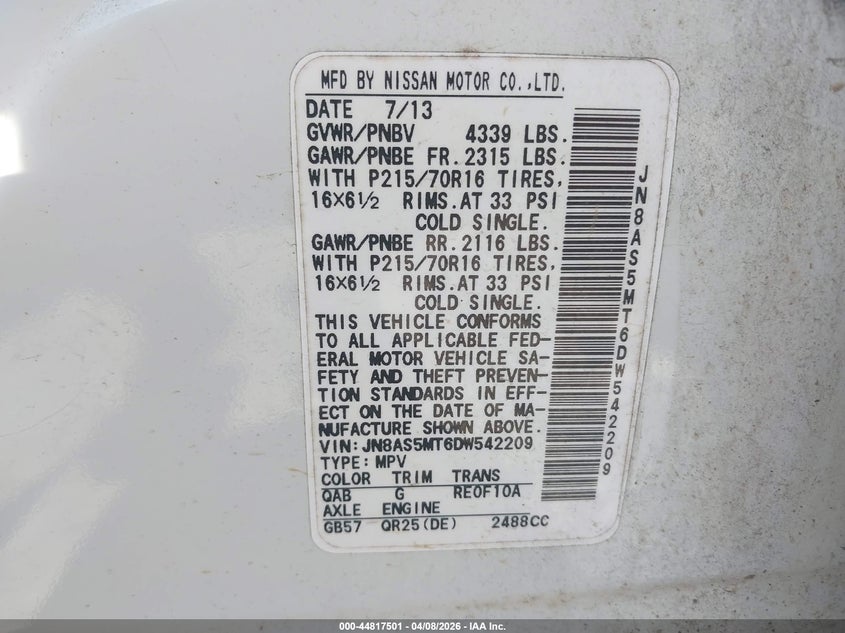 MFD BY NISSAN MOTOR CO.,LTD.
DATE 7/13
GVWR/PNBV 4339 LBS.
GAWR/PNBE FR. 2315 LBS.
WITH P215/70R16 TIRES,
16×6½ RIMS. AT 33 PSI
COLD SINGLE.
GAWR/PNBE RR. 2116 LBS.
WITH P215/70R16 TIRES,
16×6½ RIMS. AT 33 PSI
COLD SINGLE.
THIS VEHICLE CONFORMS
TO ALL APPLICABLE FED-
ERAL MOTOR VEHICLE SA-
FETY AND THEFT PREVEN-
TION STANDARDS IN EFF-
ECT ON THE DATE OF MA-
NUFACTURE SHOWN ABOVE.
VIN:JN8AS5MT6DW542209
TYPE:MPV
COLOR TRIM TRANS
QAB G RE0F10A
AXLE ENGINE
GB57 QR25(DE) 2488CC
JN8AS5MT6DW542209
000-44817501 04/08/2026 IAA Inc.